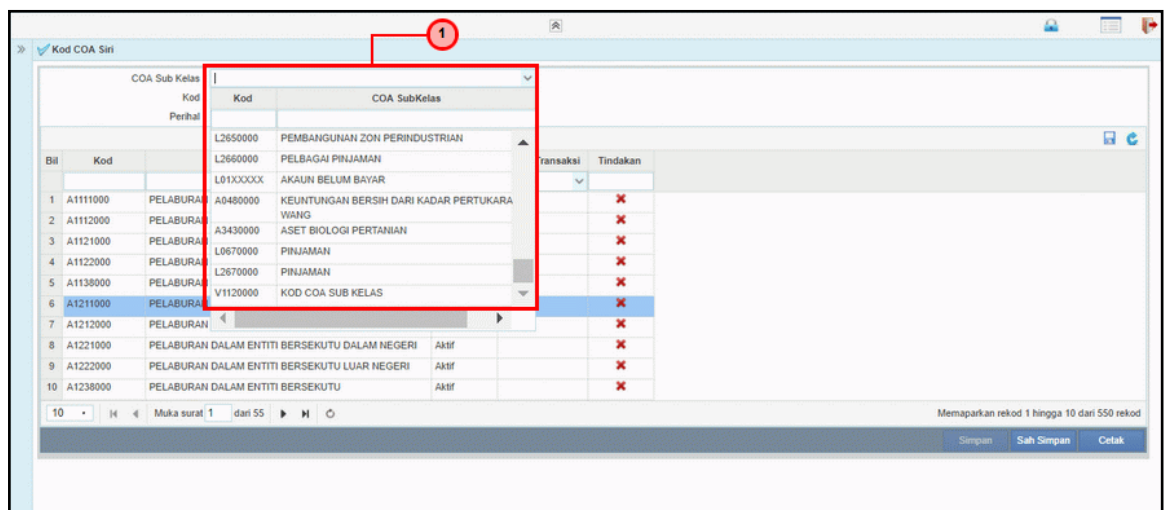 1
Kod COA Siri
COA Sub Kelas
Kod
Perihal
Kod COA SubKelas
L2650000 PEMBANGUNAN ZON PERINDUSTRIAN
L2660000 PELBAGAI PINJAMAN
L01XXXXX AKAUN BELUM BAYAR
A0480000 KEUNTUNGAN BERSIH DARI KADAR PERTUKARA
WANG
A3430000 ASET BIOLOGI PERTANIAN
L0670000 PINJAMAN
L2670000 PINJAMAN
V1120000 KOD COA SUB KELAS
Bil Kod Transaksi Tindakan
1 A1111000 PELABURAN
2 A1112000 PELABURAN
3 A1121000 PELABURAN
4 A1122000 PELABURAN
5 A1138000 PELABURAN
6 A1211000 PELABURAN
7 A1212000 PELABURAN
8 A1221000 PELABURAN DALAM ENTITI BERSEKUTU DALAM NEGERI Aktif
9 A1222000 PELABURAN DALAM ENTITI BERSEKUTU LUAR NEGERI Aktif
10 A1238000 PELABURAN DALAM ENTITI BERSEKUTU Aktif
10 Muka surat 1 dari 55 Memaparkan rekod 1 hingga 10 dari 550 rekod
Simpan Sah Simpan Cetak